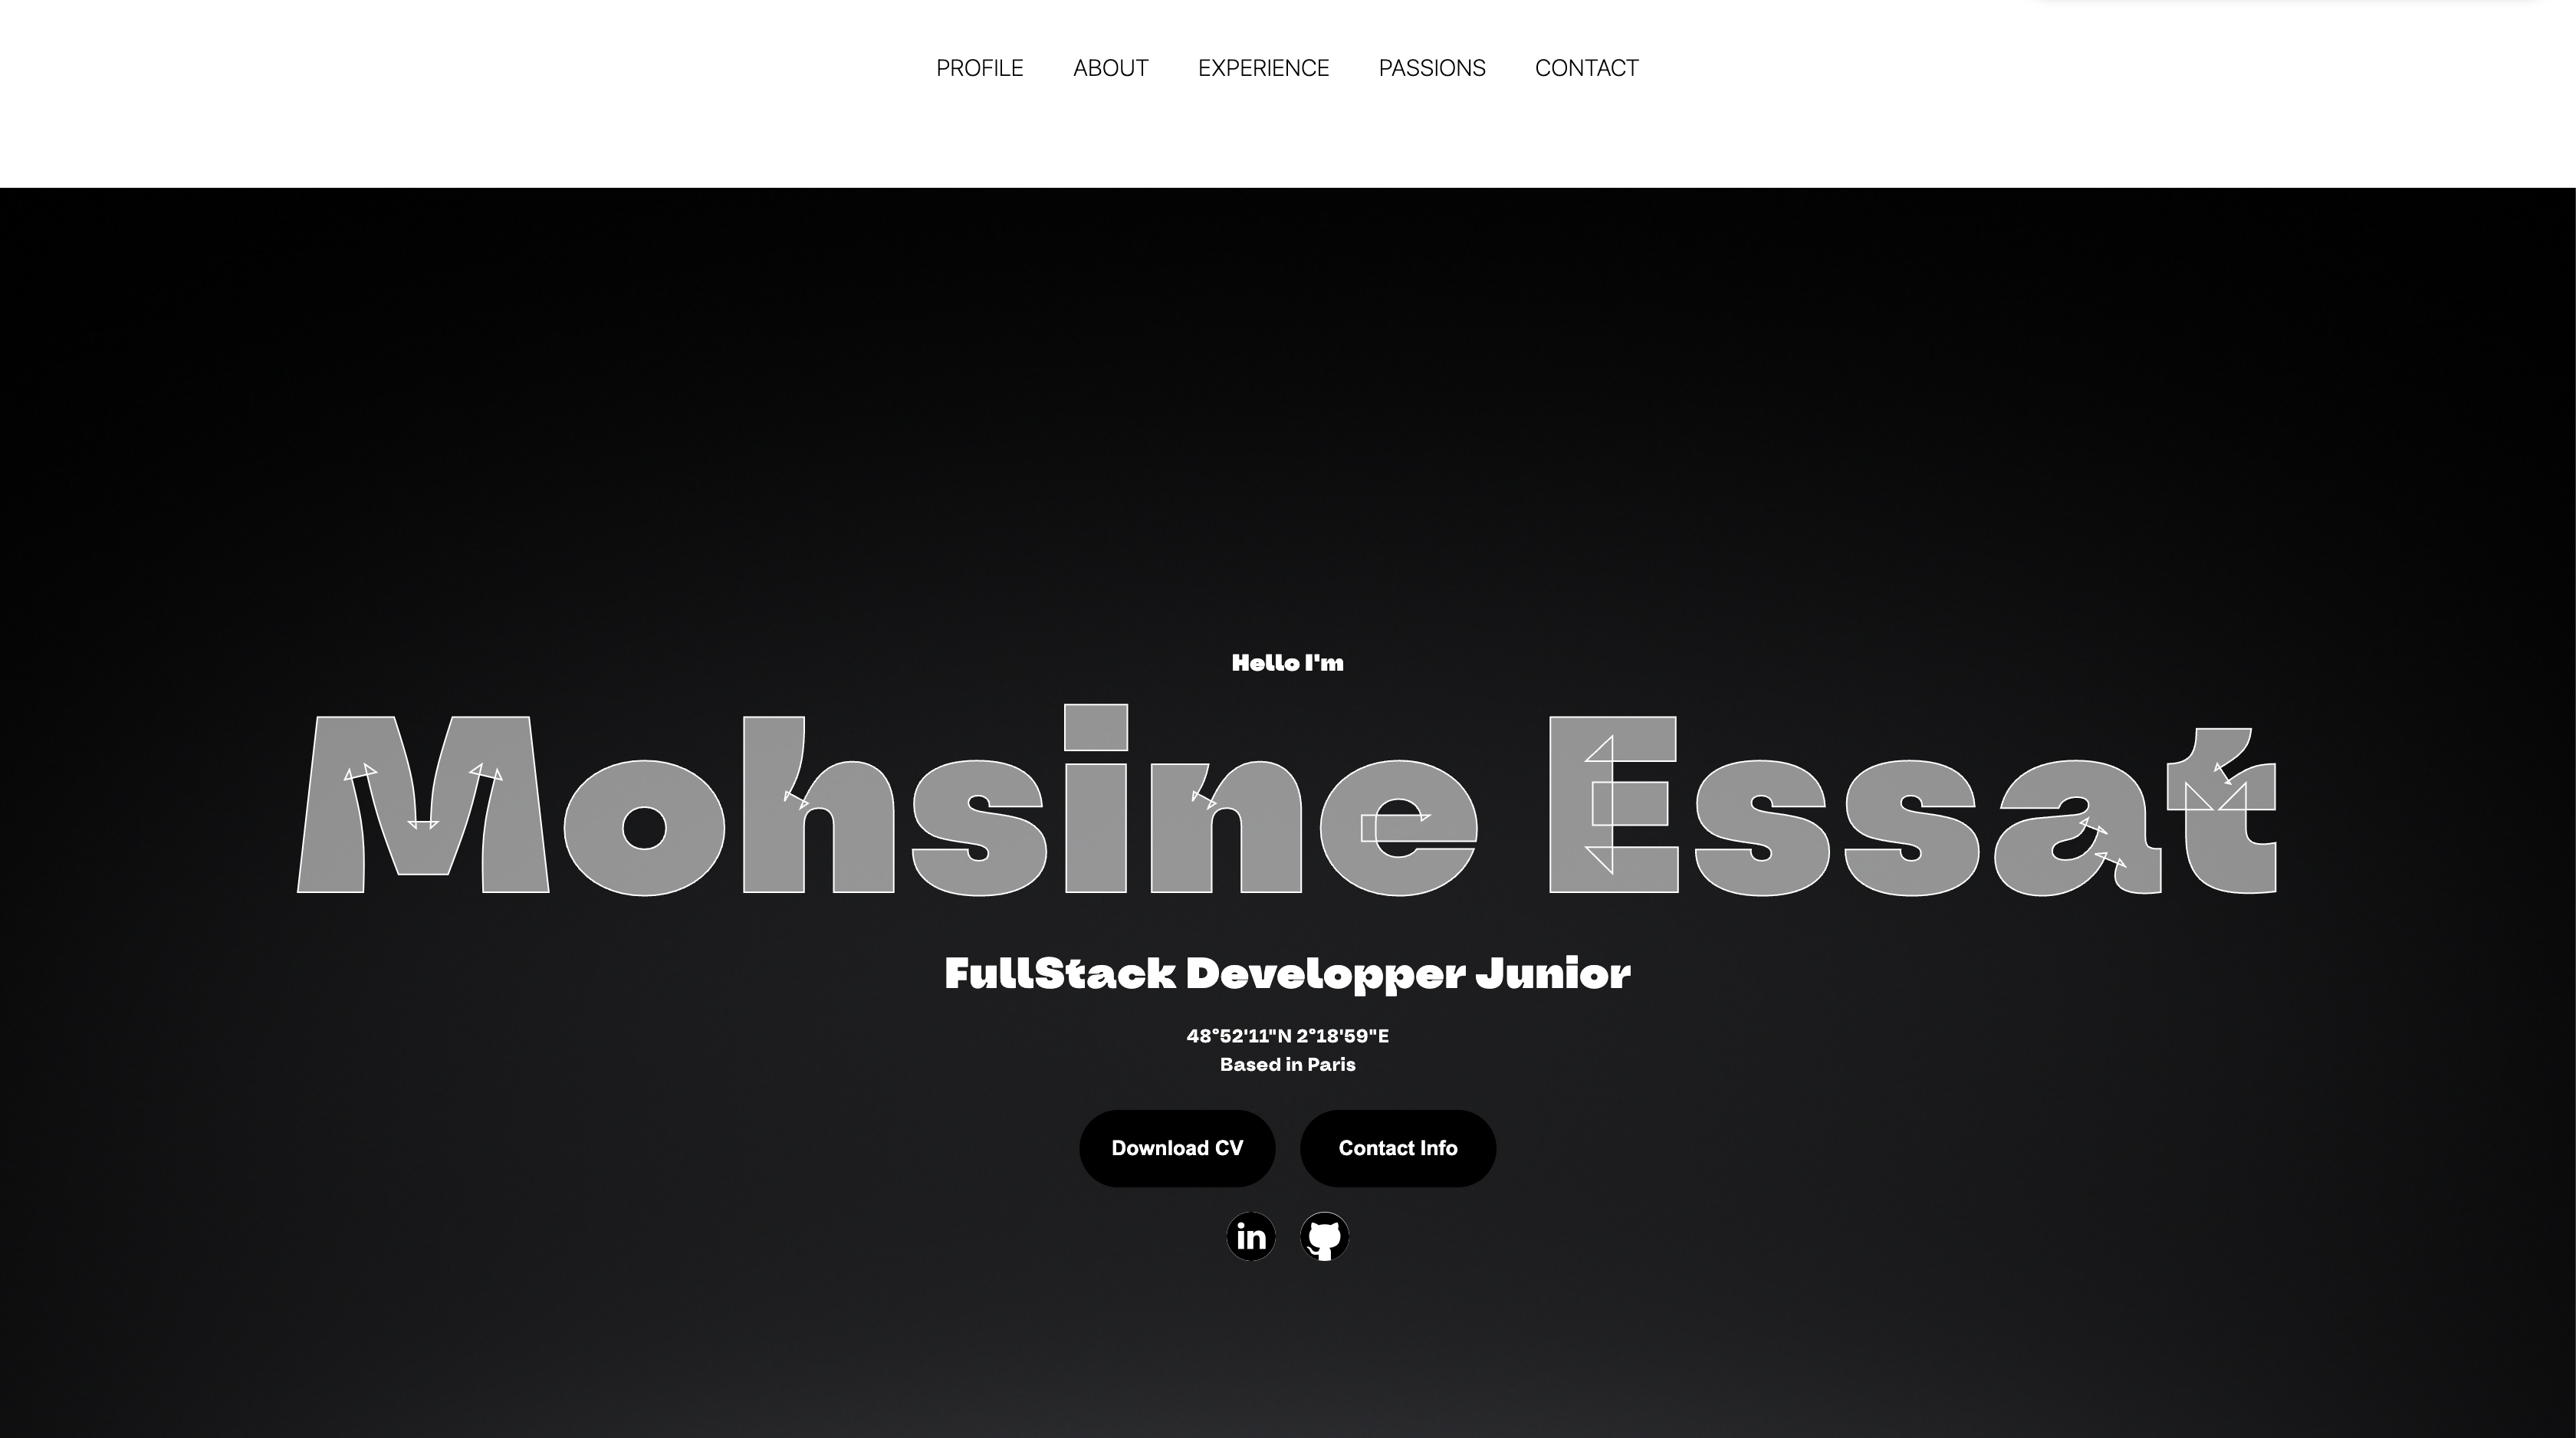 PROFILE ABOUT EXPERIENCE PASSIONS CONTACT
Hello I'm
Mohsine Essat
FullStack Developper Junior
48°52'11"N 2°18'59"E
Based in Paris
Download CV Contact Info
in